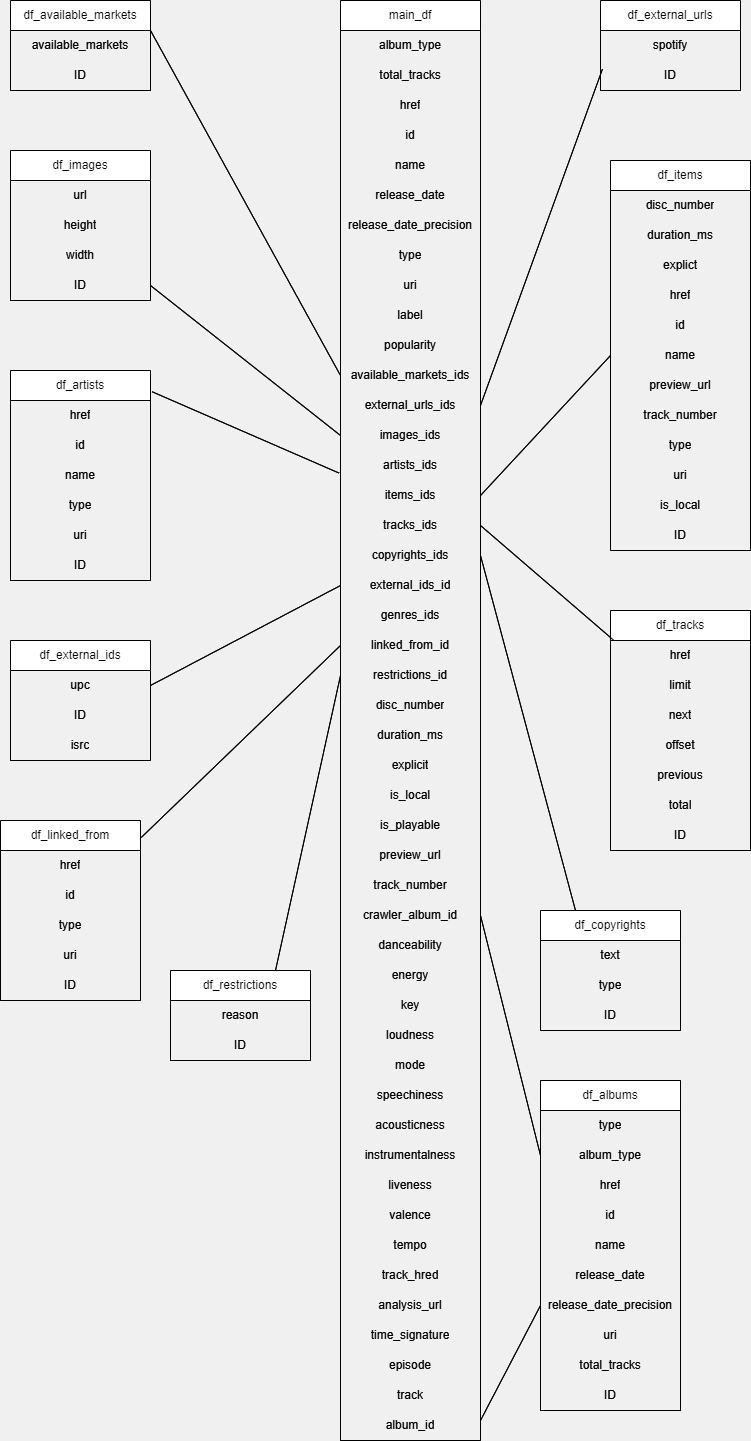 df_available_markets
available_markets
ID
df_images
url
height
width
ID
df_artists
href
id
name
type
uri
ID
df_external_ids
upc
ID
isrc
df_linked_from
href
id
type
uri
ID
df_restrictions
reason
ID
main_df
album_type
total_tracks
href
id
name
release_date
release_date_precision
type
uri
label
popularity
available_markets_ids
external_urls_ids
images_ids
artists_ids
items_ids
tracks_ids
copyrights_ids
external_ids_id
genres_ids
linked_from_id
restrictions_id
disc_number
duration_ms
explicit
is_local
is_playable
preview_url
track_number
crawler_album_id
danceability
energy
key
loudness
mode
speechiness
acousticness
instrumentalness
liveness
valence
tempo
track_hred
analysis_url
time_signature
episode
track
album_id
df_external_urls
spotify
ID
df_items
disc_number
duration_ms
explict
href
id
name
preview_url
track_number
type
uri
is_local
ID
df_tracks
href
limit
next
offset
previous
total
ID
df_copyrights
text
type
ID
df_albums
type
album_type
href
id
name
release_date
release_date_precision
uri
total_tracks
ID